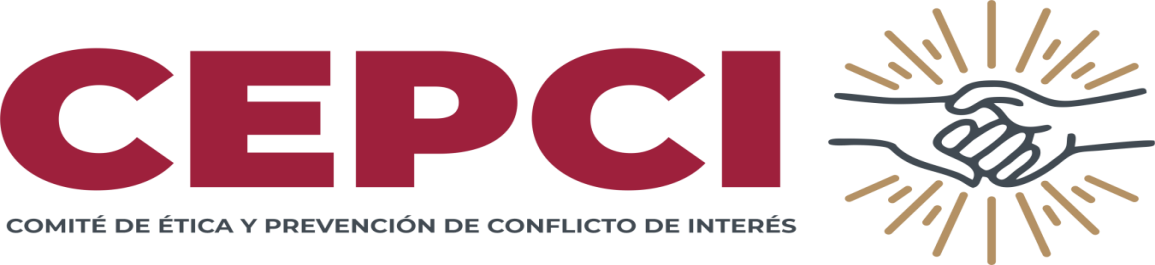 CEPCI
COMITÉ DE ÉTICA Y PREVENCIÓN DE CONFLICTO DE INTERÉS